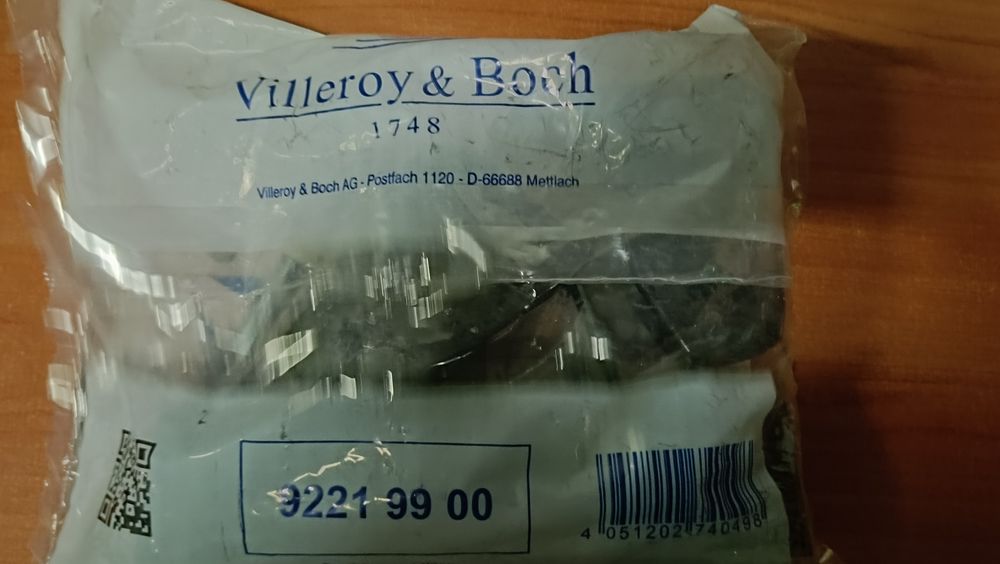 Villeroy & Boch
1748
Villeroy & Boch AG - Postfach 1120 - D-66688 Mettlach
9221 99 00
4 051202 740498